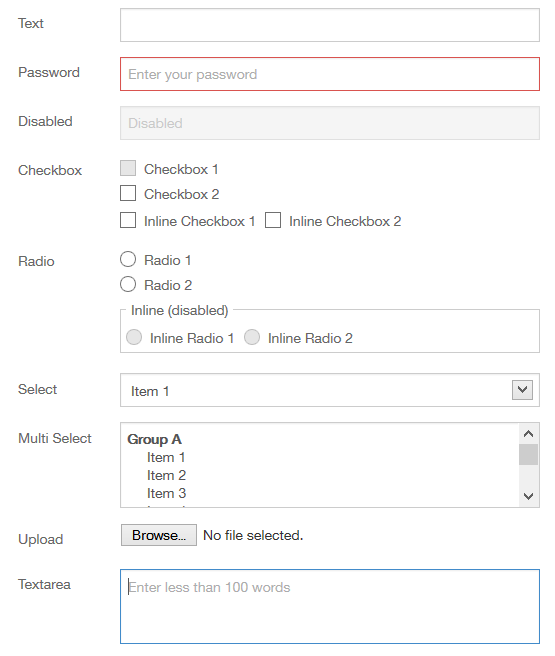 Text
Password Enter your password
Disabled Disabled
Checkbox Checkbox 1
Checkbox 2
Inline Checkbox 1 Inline Checkbox 2
Radio Radio 1
Radio 2
Inline (disabled)
Inline Radio 1 Inline Radio 2
Select Item 1
Multi Select Group A
Item 1
Item 2
Item 3
Upload Browse... No file selected.
Textarea Enter less than 100 words